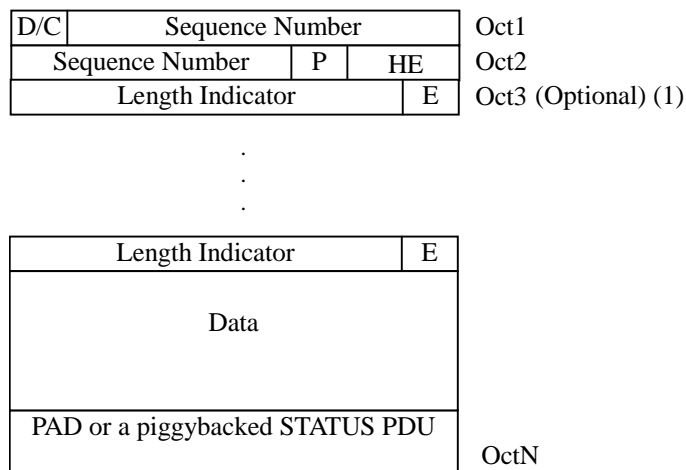 D/C Sequence Number Oct1
Sequence Number P HE Oct2
Length Indicator E Oct3 (Optional) (1)
.
.
.
Length Indicator E
Data
PAD or a piggybacked STATUS PDU
OctN